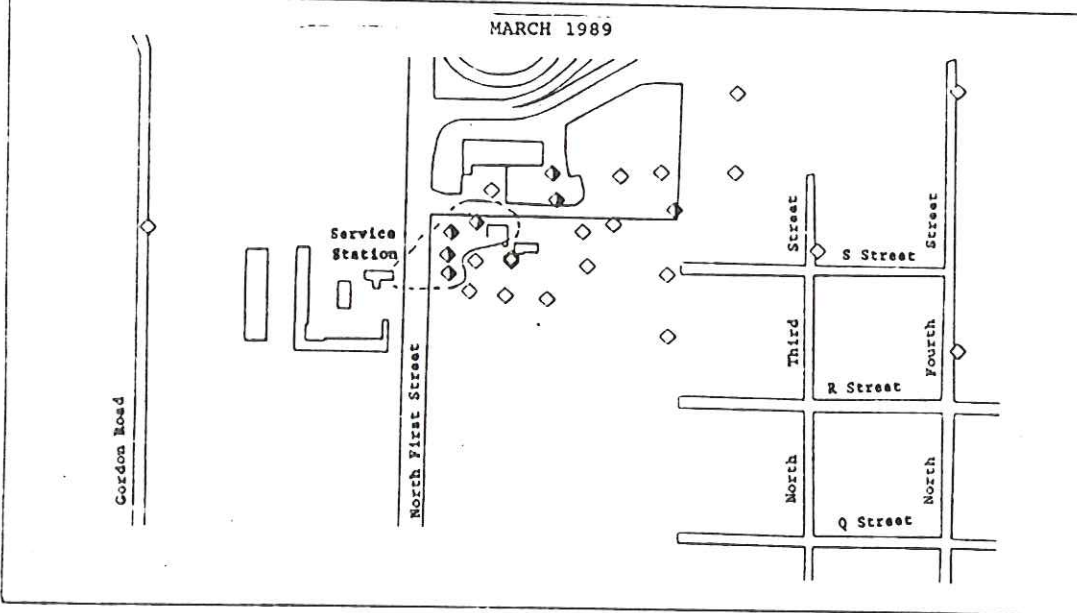 MARCH 1989
Service
Station
Gordon Road
North First Street
North Third Street
North Fourth Street
S Street
R Street
Q Street